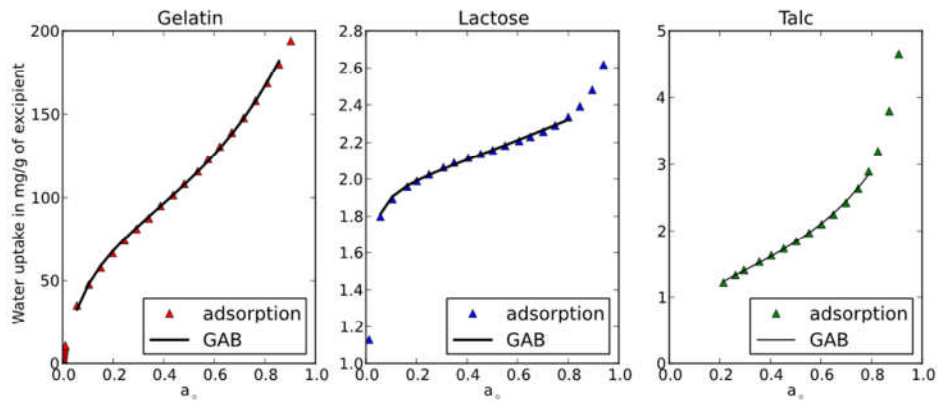 Gelatin
Lactose
Talc
Water uptake in mg/g of excipient
200
150
100
50
0
0.0 0.2 0.4 0.6 0.8 1.0
a
adsorption
GAB
2.8
2.6
2.4
2.2
2.0
1.8
1.6
1.4
1.2
1.0
0.0 0.2 0.4 0.6 0.8 1.0
a
adsorption
GAB
5
4
3
2
1
0
0.0 0.2 0.4 0.6 0.8 1.0
a
adsorption
GAB